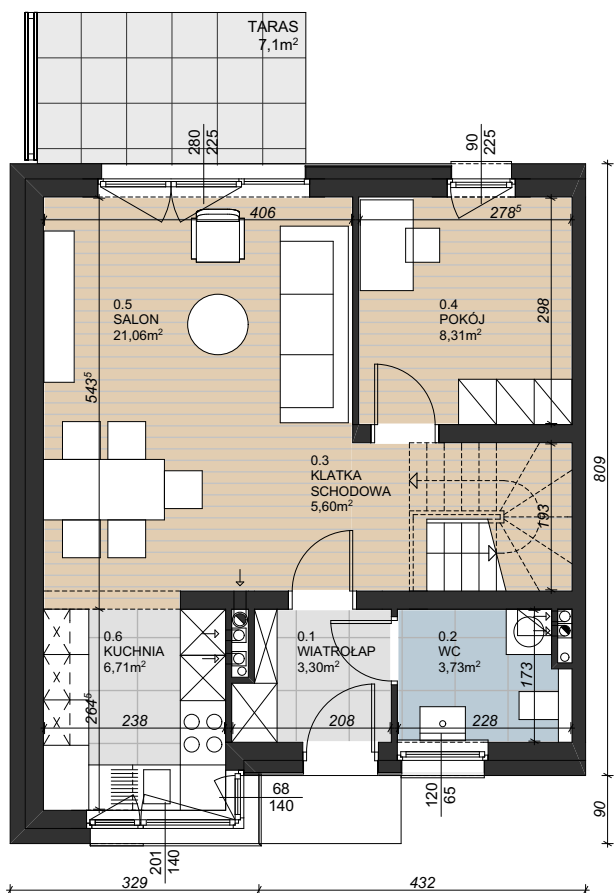 TARAS
7,1m²
280
225
90
225
406
278⁵
0.5
SALON
21,06m²
0.4
POKÓJ
8,31m²
298
543⁵
0.3
KLATKA
SCHODOWA
5,60m²
193
809
0.6
KUCHNIA
6,71m²
0.1
WIATROŁAP
3,30m²
0.2
WC
3,73m²
173
264⁵
238
208
228
68
140
120
65
90
201
140
329
432